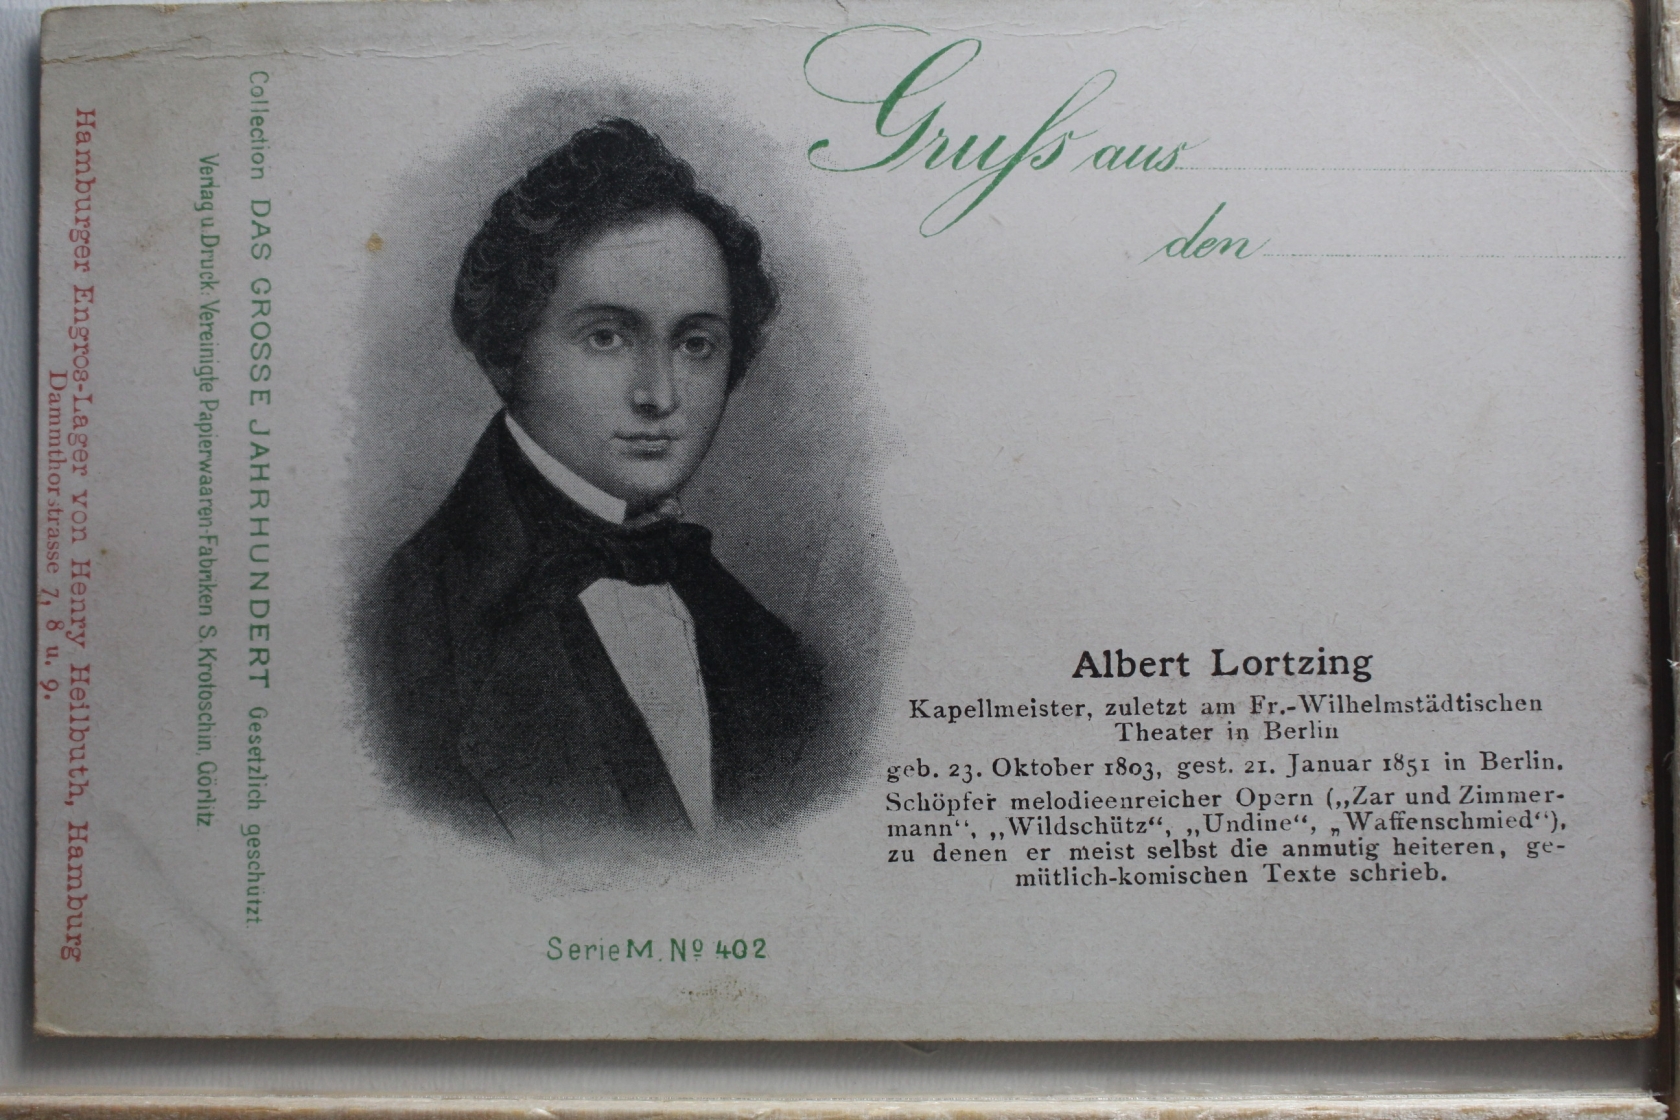 Gruſs aus
den
Albert Lortzing
Kapellmeister, zuletzt am Fr.-Wilhelmstädtischen
Theater in Berlin
geb. 23. Oktober 1803, gest. 21. Januar 1851 in Berlin.
Schöpfer melodieenreicher Opern („Zar und Zimmer-
mann“, „Wildschütz“, „Undine“, „Waffenschmied“),
zu denen er meist selbst die anmutig heiteren, ge-
mütlich-komischen Texte schrieb.
Serie M. Nº 402
Collection DAS GROSSE JAHRHUNDERT Gesetzlich geschützt.
Verlag u. Druck: Vereinigte Papierwaaren-Fabriken S. Krotoschin, Görlitz
Hamburger Engros-Lager von Henry Heilbuth, Hamburg
Dammthorstrasse 7, 8 u. 9.